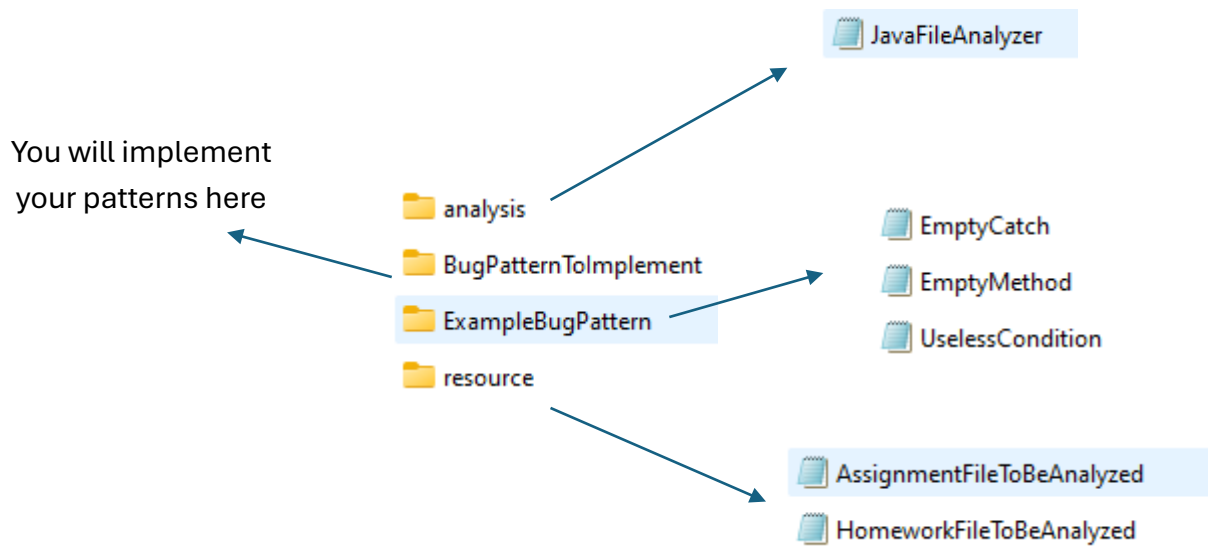 JavaFileAnalyzer
You will implement
your patterns here
analysis
BugPatternToImplement
ExampleBugPattern
resource
EmptyCatch
EmptyMethod
UselessCondition
AssignmentFileToBeAnalyzed
HomeworkFileToBeAnalyzed